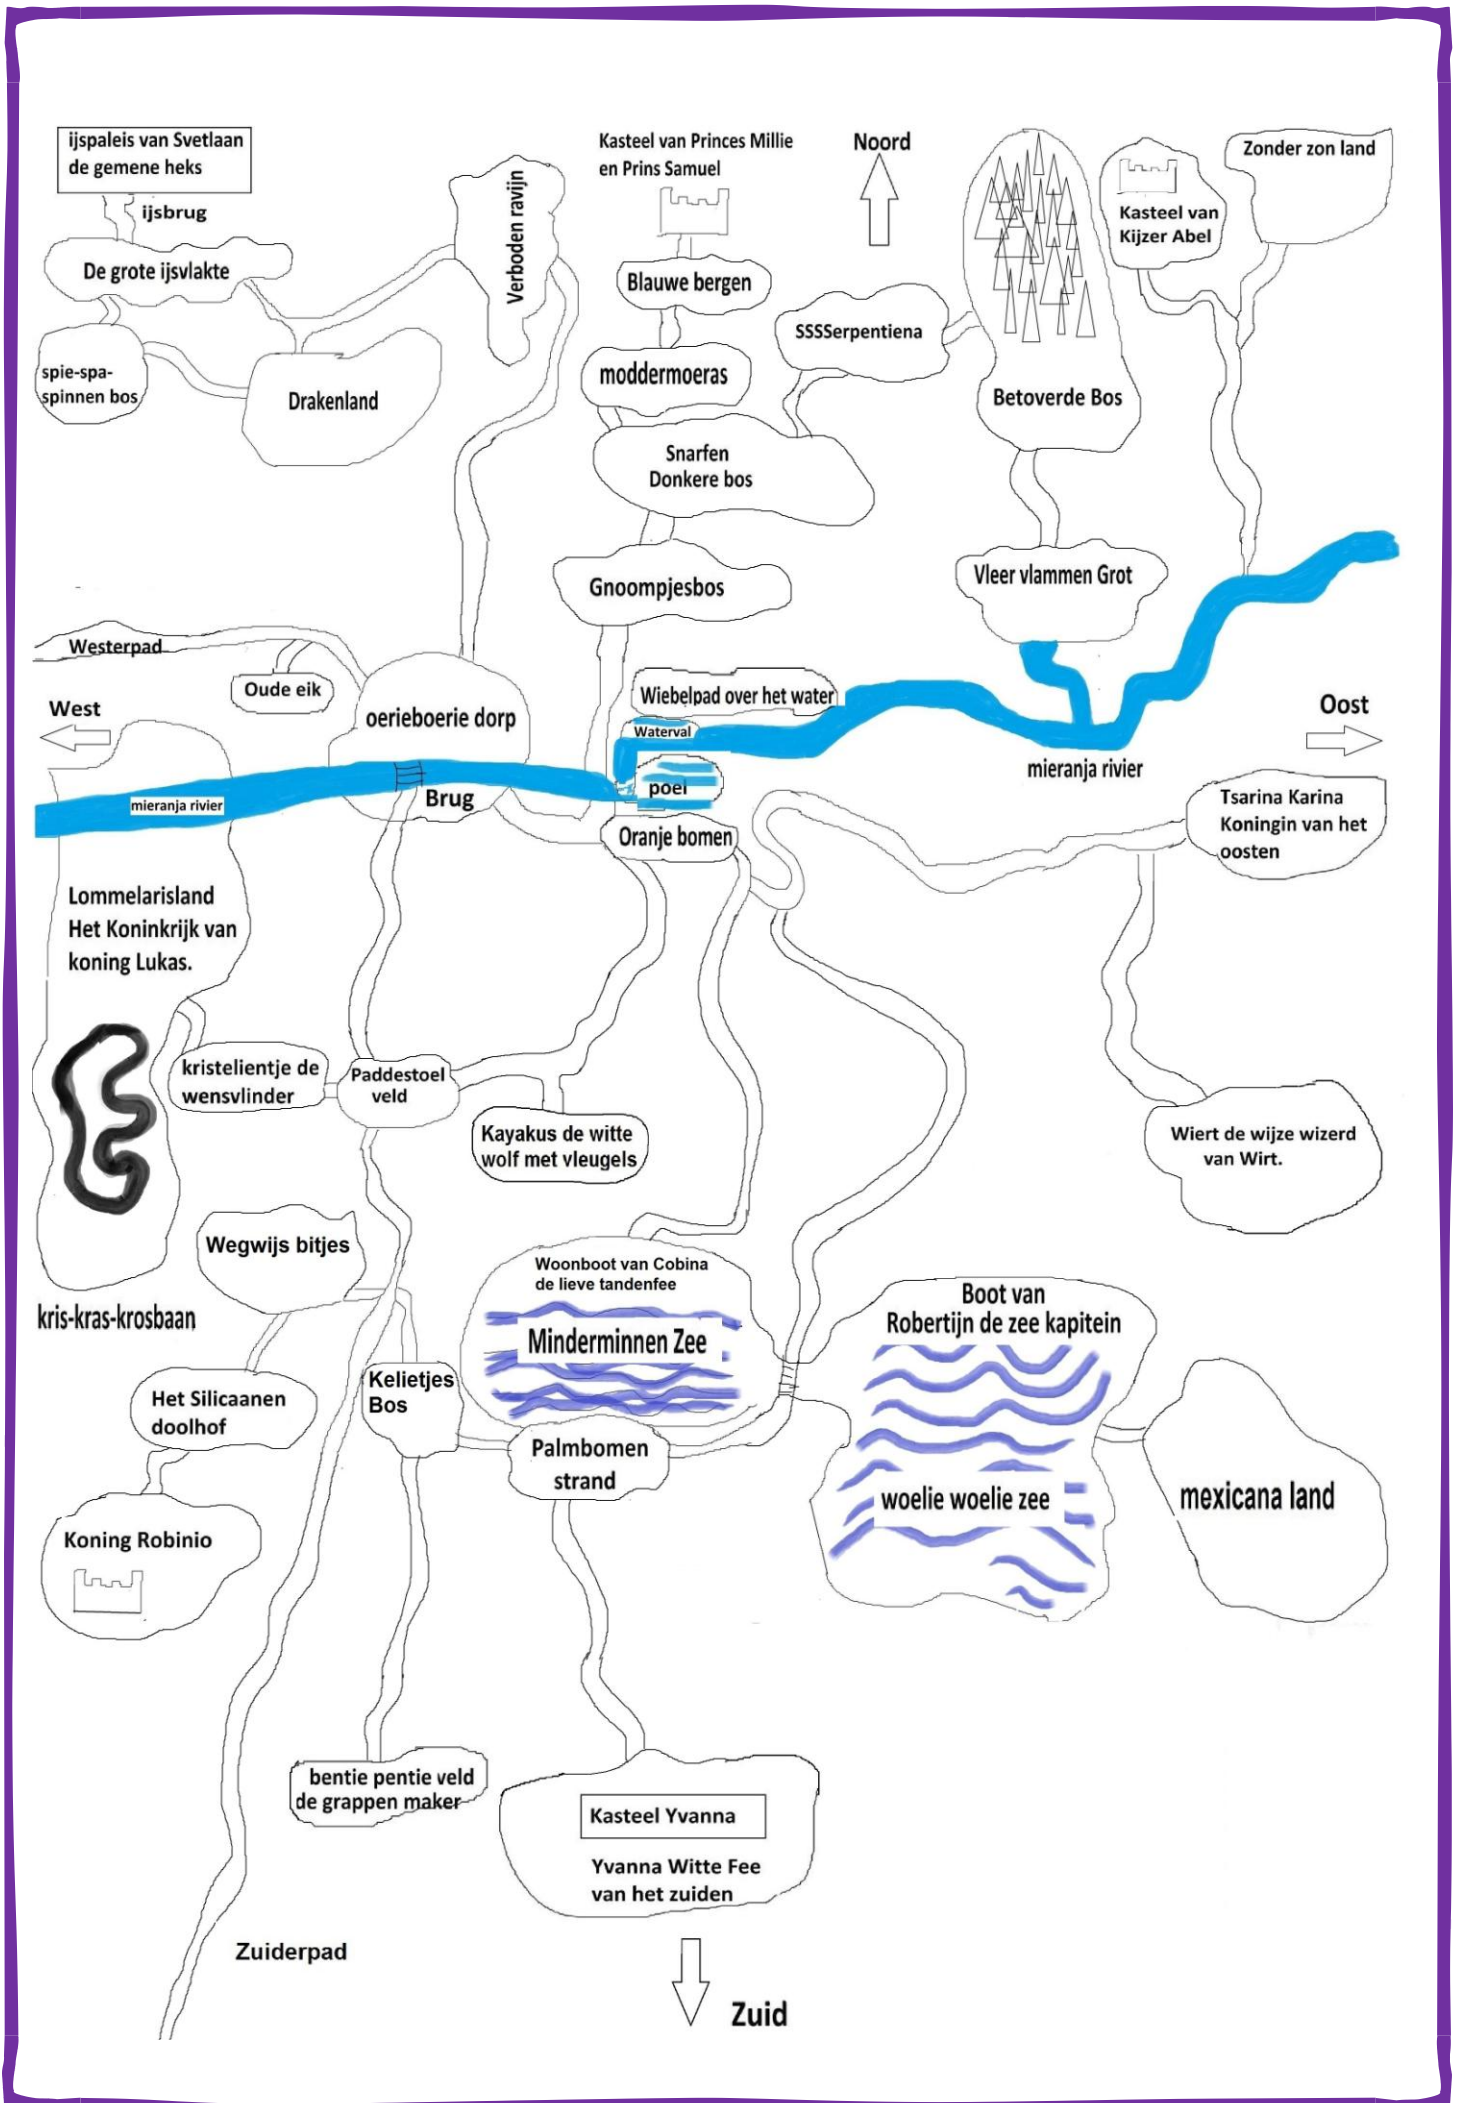 ijspaleis van Svetlaan
de gemene heks
ijsbrug
De grote ijsvlakte
spie-spa-
spinnen bos
Drakenland
Verboden ravijn
Kasteel van Princes Millie
en Prins Samuel
Blauwe bergen
moddermoeras
Snarfen
Donkere bos
Gnoompjesbos
Noord
SSSSerpentiena
Betoverde Bos
Vleer vlammen Grot
Kasteel van
Kijzer Abel
Zonder zon land
Westerpad
Oude eik
West
oerieboerie dorp
Wiebelpad over het water
Waterval
poel
Oranje bomen
Brug
mieranja rivier
mieranja rivier
Oost
Tsarina Karina
Koningin van het
oosten
Lommelarisland
Het Koninkrijk van
koning Lukas.
kristelientje de
wensvlinder
Paddestoel
veld
Kayakus de witte
wolf met vleugels
Wiert de wijze wizerd
van Wirt.
Wegwijs bitjes
kris-kras-krosbaan
Woonboot van Cobina
de lieve tandenfee
Minderminnen Zee
Boot van
Robertijn de zee kapitein
woelie woelie zee
mexicana land
Het Silicaanen
doolhof
Kelietjes
Bos
Palmbomen
strand
Koning Robinio
bentie pentie veld
de grappen maker
Kasteel Yvanna
Yvanna Witte Fee
van het zuiden
Zuiderpad
Zuid